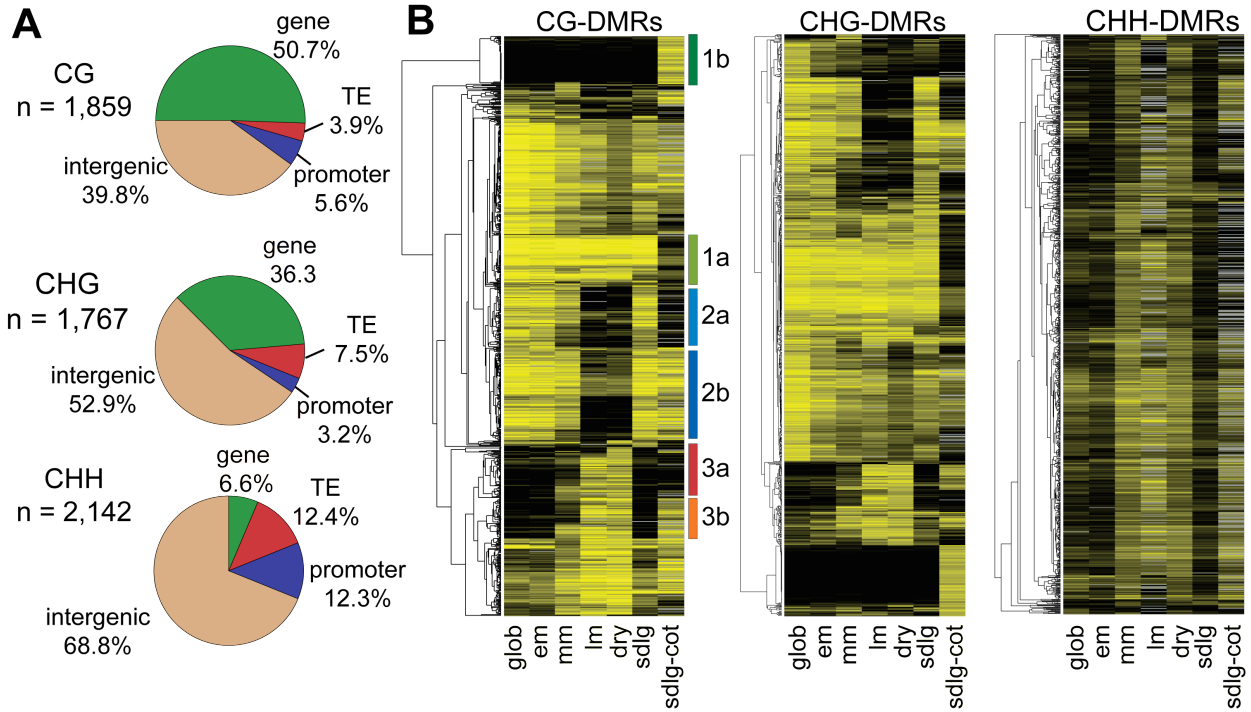 A
CG
n = 1,859
gene
50.7%
TE
3.9%
promoter
5.6%
intergenic
39.8%
CHG
n = 1,767
gene
36.3
TE
7.5%
promoter
3.2%
intergenic
52.9%
CHH
n = 2,142
gene
6.6%
TE
12.4%
promoter
12.3%
intergenic
68.8%
B
CG-DMRs
1b
1a
2a
2b
3a
3b
glob
em
mm
lm
dry
sdlg
sdlg-cot
CHG-DMRs
glob
em
mm
lm
dry
sdlg
sdlg-cot
CHH-DMRs
glob
em
mm
lm
dry
sdlg
sdlg-cot